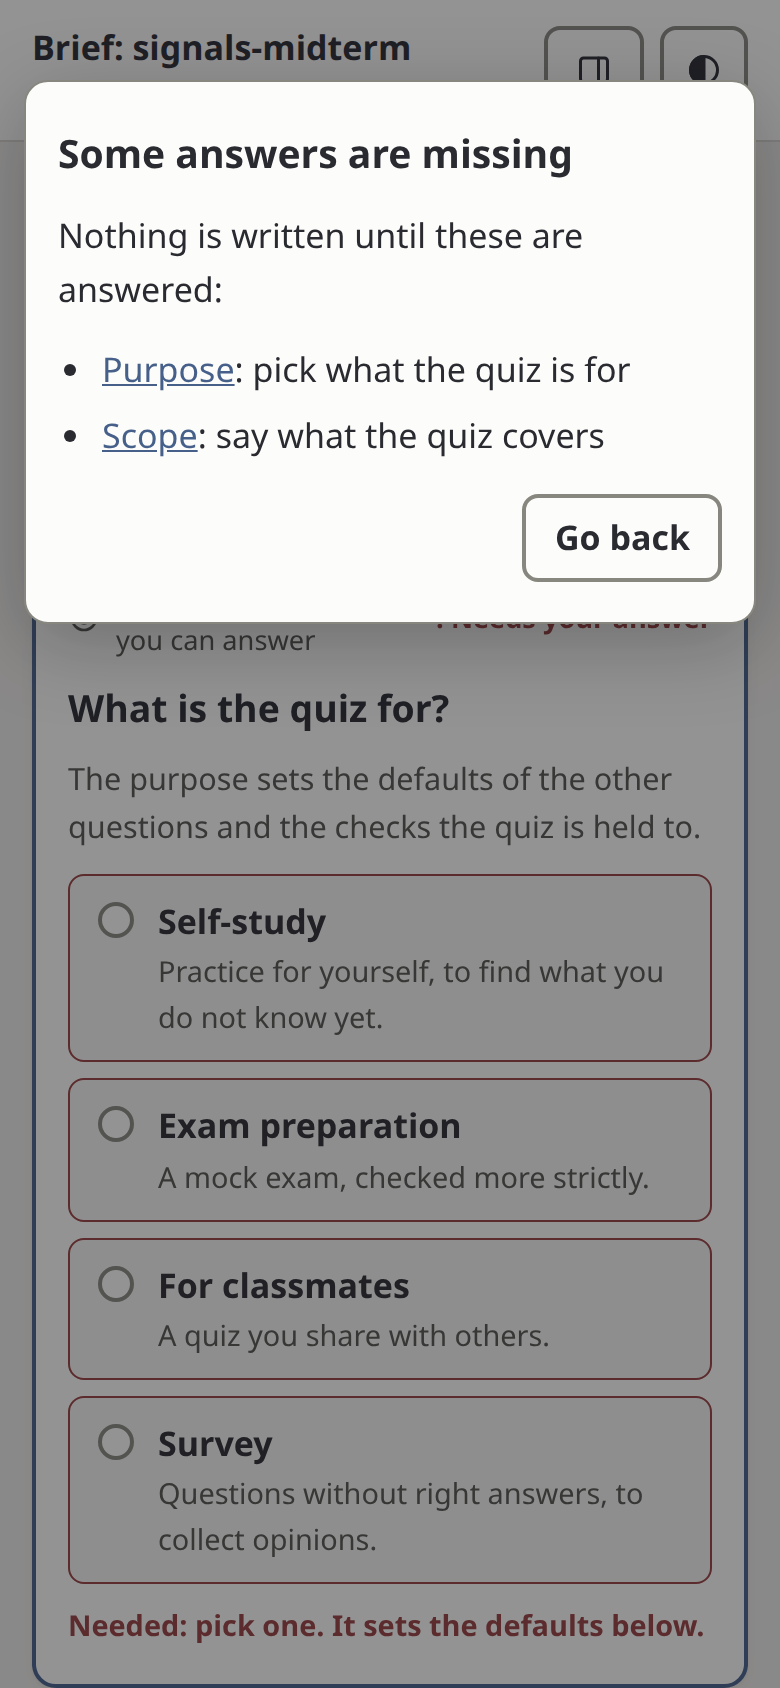 Brief: signals-midterm
Some answers are missing
Nothing is written until these are
answered:
Purpose: pick what the quiz is for
Scope: say what the quiz covers
Go back
you can answer
Needs your answer
What is the quiz for?
The purpose sets the defaults of the other
questions and the checks the quiz is held to.
Self-study
Practice for yourself, to find what you
do not know yet.
Exam preparation
A mock exam, checked more strictly.
For classmates
A quiz you share with others.
Survey
Questions without right answers, to
collect opinions.
Needed: pick one. It sets the defaults below.